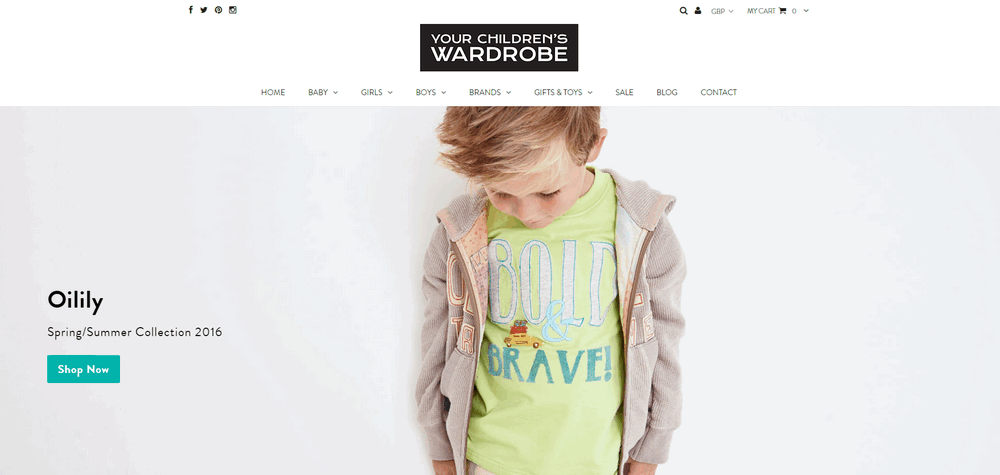 GBP
MY CART 0
YOUR CHILDREN'S
WARDROBE
HOME BABY GIRLS BOYS BRANDS GIFTS & TOYS SALE BLOG CONTACT
BOLD
&
BRAVE!
Oilily
Spring/Summer Collection 2016
Shop Now